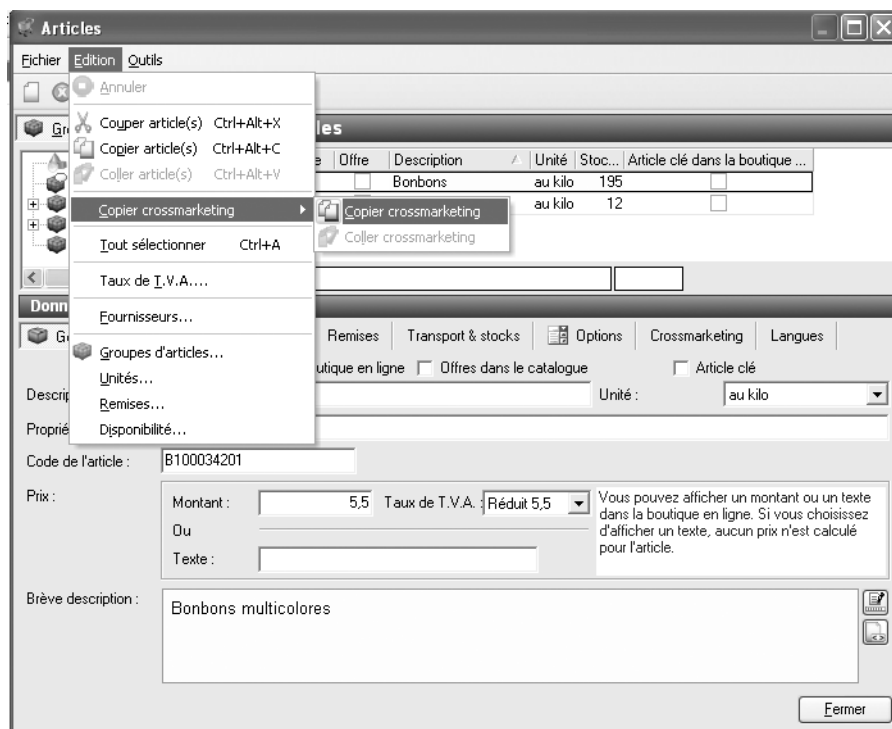 Articles
Fichier Edition Outils
Annuler
Couper article(s) Ctrl+Alt+X
Copier article(s) Ctrl+Alt+C
Coller article(s) Ctrl+Alt+V
Copier crossmarketing
Copier crossmarketing
Coller crossmarketing
Tout sélectionner Ctrl+A
Taux de T.V.A....
Fournisseurs...
Groupes d'articles...
Unités...
Remises...
Disponibilité...
Offre Description Unité Stoc... Article clé dans la boutique ...
Bonbons au kilo 195
au kilo 12
Remises Transport & stocks Options Crossmarketing Langues
en ligne Offres dans le catalogue Article clé
Unité : au kilo
Code de l'article : B100034201
Prix : Montant : 5,5 Taux de T.V.A. : Réduit 5,5
Ou
Texte :
Vous pouvez afficher un montant ou un texte
dans la boutique en ligne. Si vous choisissez
d'afficher un texte, aucun prix n'est calculé
pour l'article.
Brève description : Bonbons multicolores
Fermer